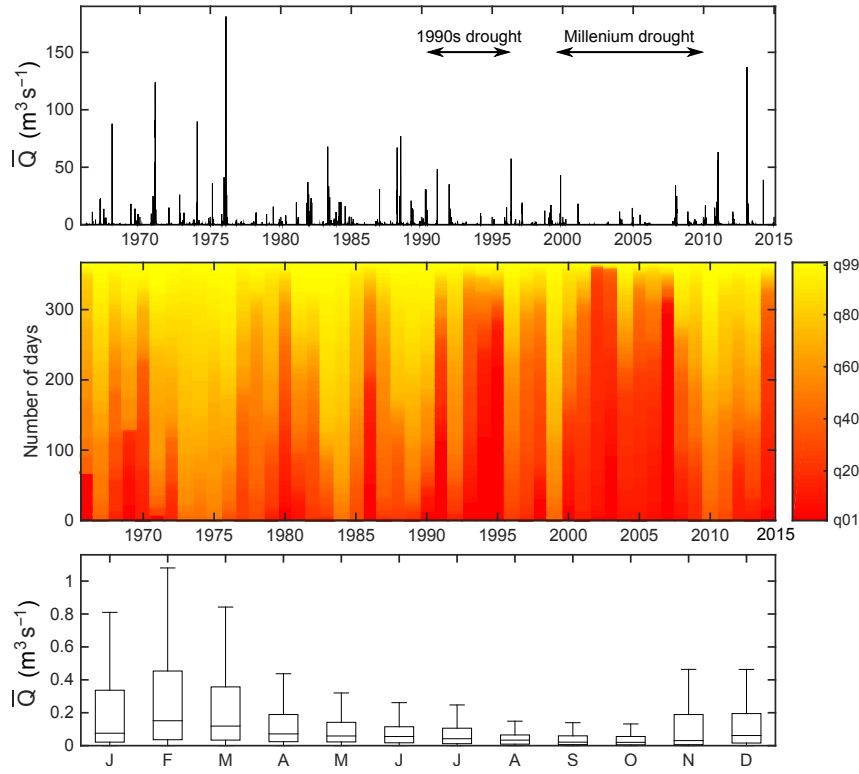 1990s drought Millenium drought
Q̅ (m³s⁻¹)
150
100
50
0
1970 1975 1980 1985 1990 1995 2000 2005 2010 2015
Number of days
300
200
100
0
1970 1975 1980 1985 1990 1995 2000 2005 2010 2015
q99
q80
q60
q40
q20
q01
Q̅ (m³s⁻¹)
1
0.8
0.6
0.4
0.2
0
J F M A M J J A S O N D